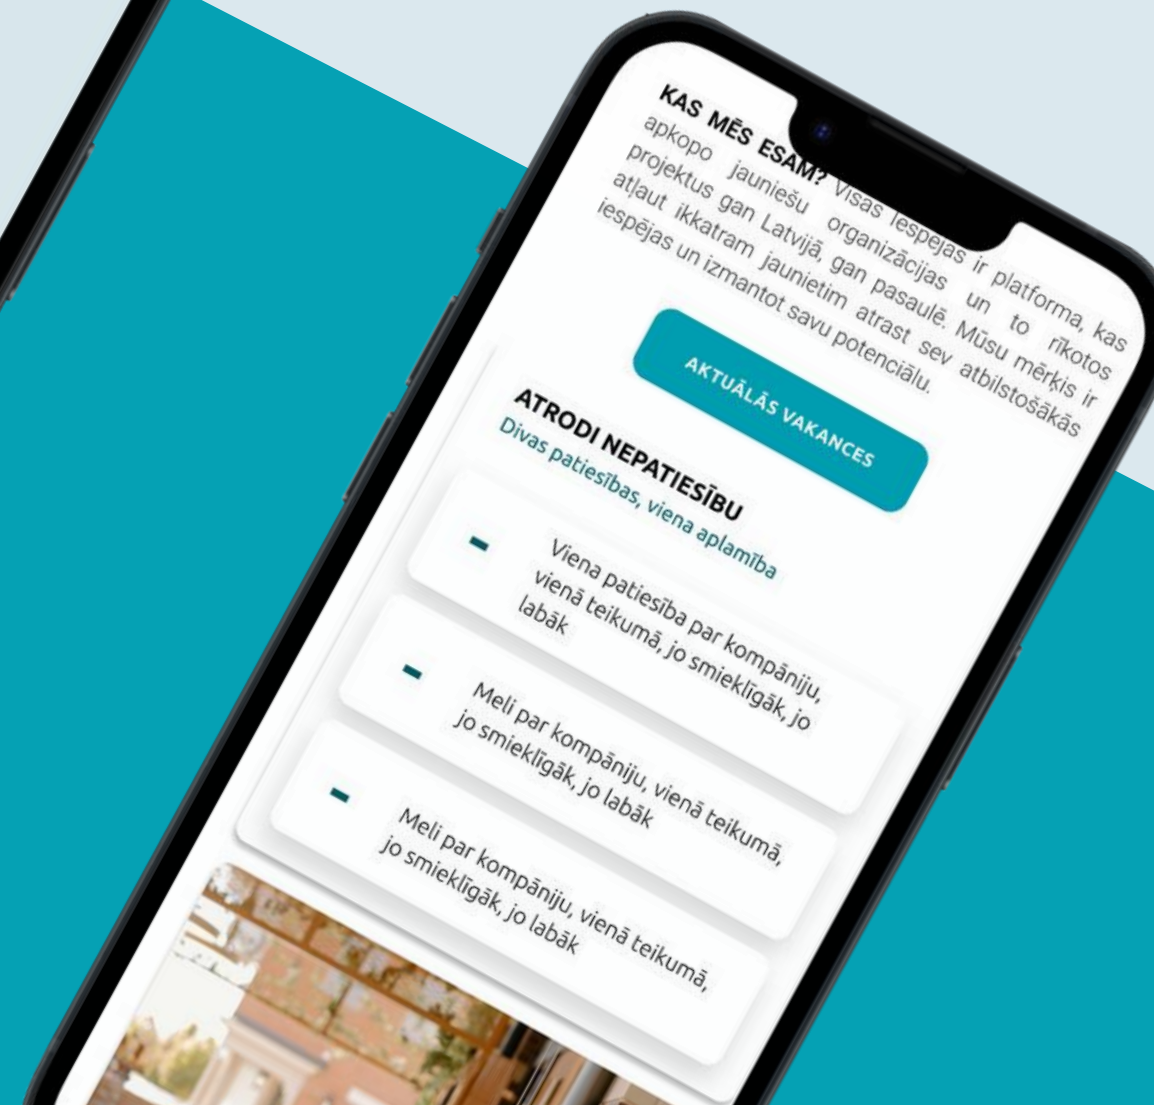 KAS MĒS ESAM? Visas iespējas ir platforma, kas
apkopo jauniešu organizācijas un to rīkotos
projektus gan Latvijā, gan pasaulē. Mūsu mērķis ir
atļaut ikkatram jaunietim atrast sev atbilstošākās
iespējas un izmantot savu potenciālu.
AKTUĀLĀS VAKANCES
ATRODI NEPATIESĪBU
Divas patiesības, viena aplamība
- Viena patiesība par kompāniju,
vienā teikumā, jo smieklīgāk, jo
labāk
- Meli par kompāniju, vienā teikumā,
jo smieklīgāk, jo labāk
- Meli par kompāniju, vienā teikumā,
jo smieklīgāk, jo labāk